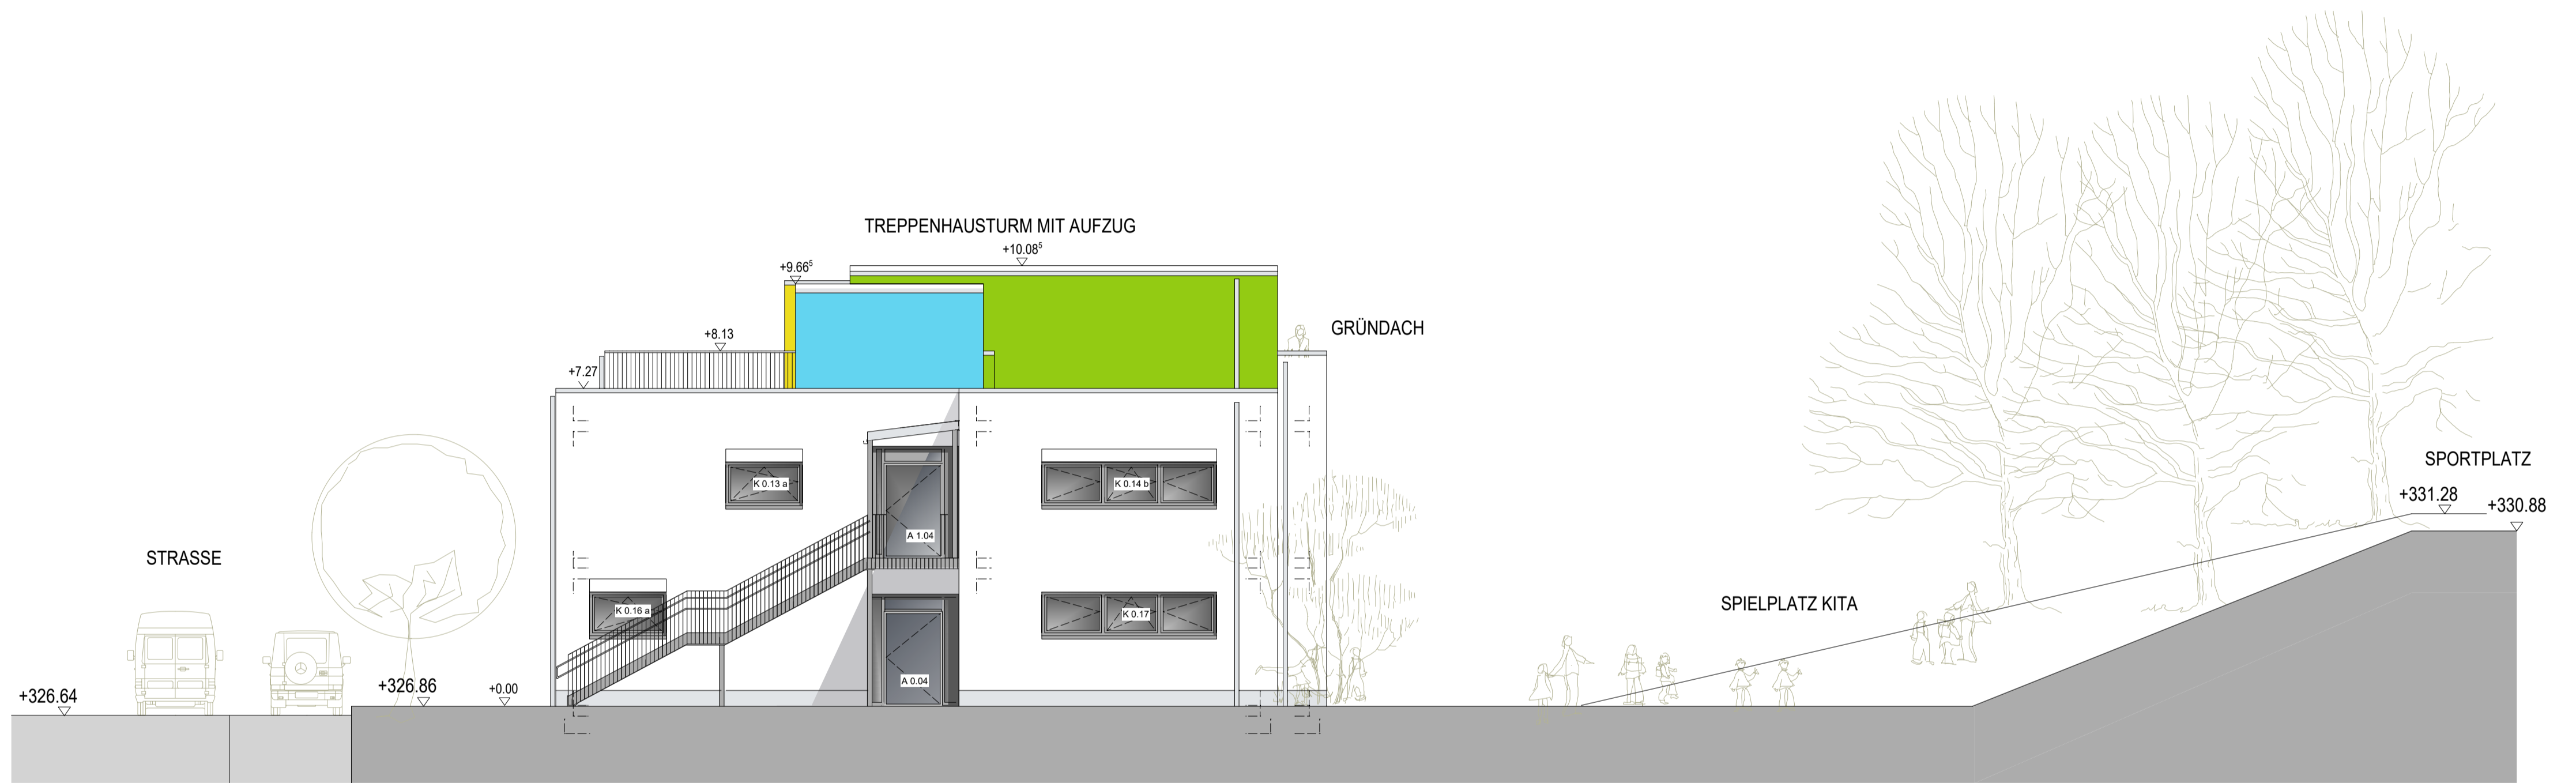 TREPPENHAUSTURM MIT AUFZUG
+10.08⁵
+9.66⁵
GRÜNDACH
+8.13
+7.27
SPORTPLATZ
K 0.13 a
K 0.14 b
+331.28
+330.88
A 1.04
STRASSE
K 0.16 a
K 0.17
SPIELPLATZ KITA
A 0.04
+326.64
+326.86
+0.00